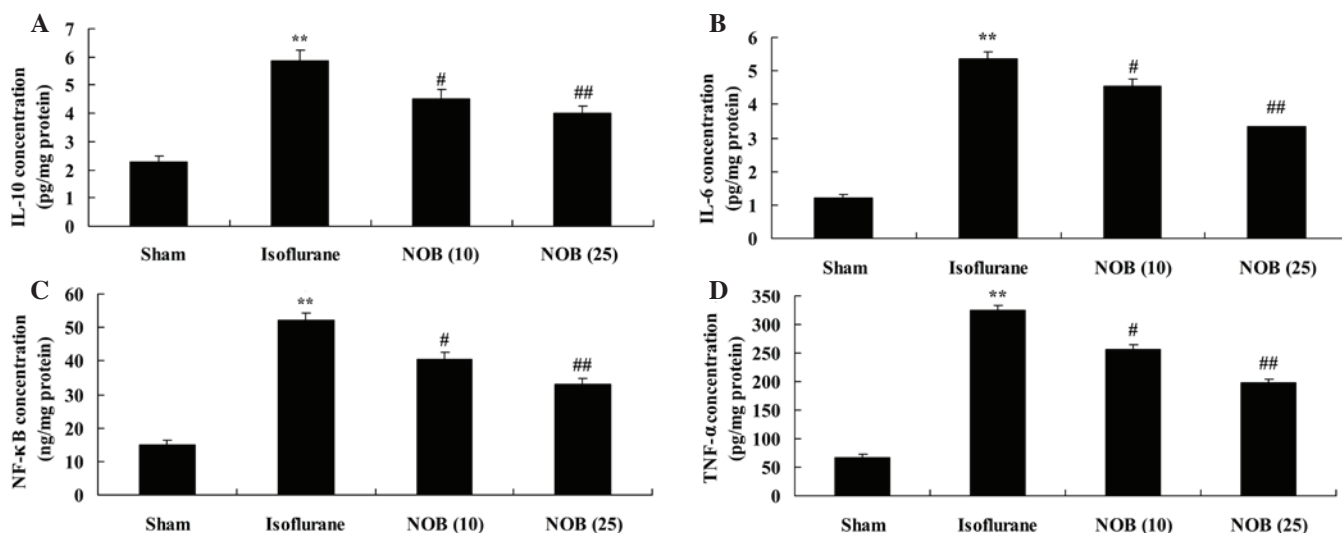 A
IL-10 concentration
(pg/mg protein)
7
6
5
4
3
2
1
0
**
#
##
Sham Isoflurane NOB (10) NOB (25)
B
IL-6 concentration
(pg/mg protein)
6
5
4
3
2
1
0
**
#
##
Sham Isoflurane NOB (10) NOB (25)
C
NF-κB concentration
(ng/mg protein)
60
50
40
30
20
10
0
**
#
##
Sham Isoflurane NOB (10) NOB (25)
D
TNF-α concentration
(pg/mg protein)
350
300
250
200
150
100
50
0
**
#
##
Sham Isoflurane NOB (10) NOB (25)